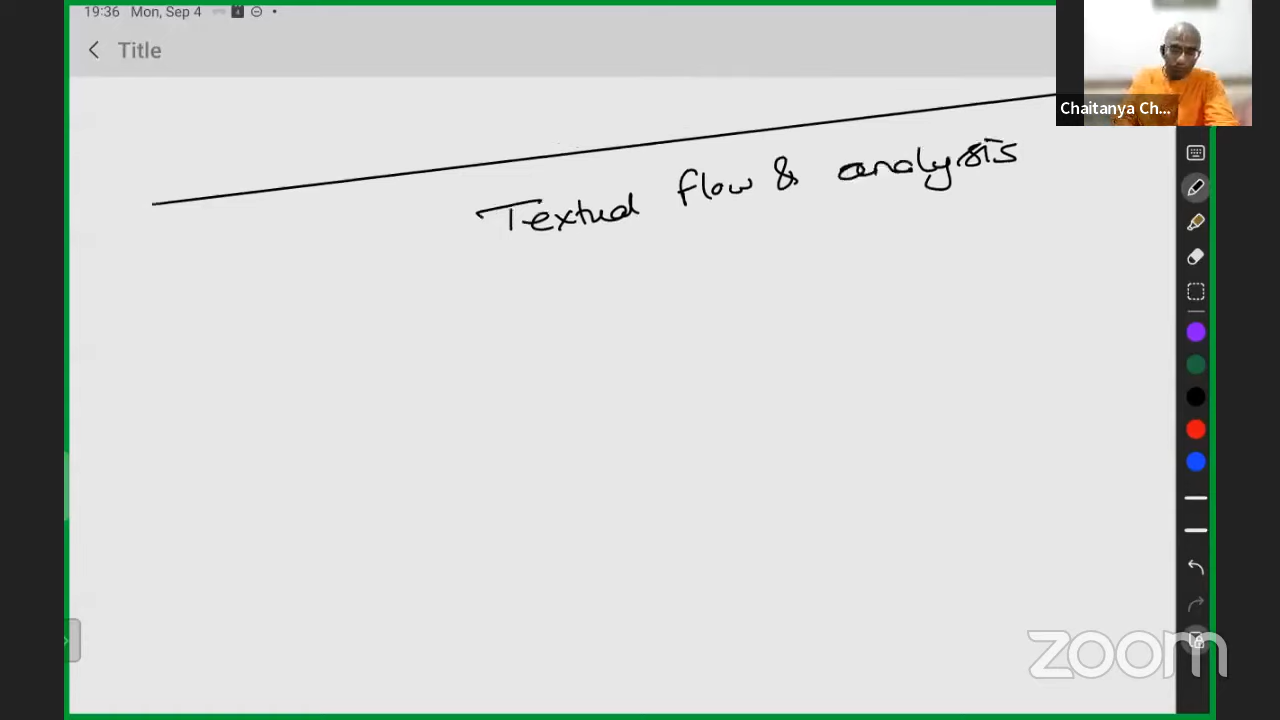 19:36 Mon, Sep 4
Title
Chaitanya Ch...
Textual flow & analysis
zoom